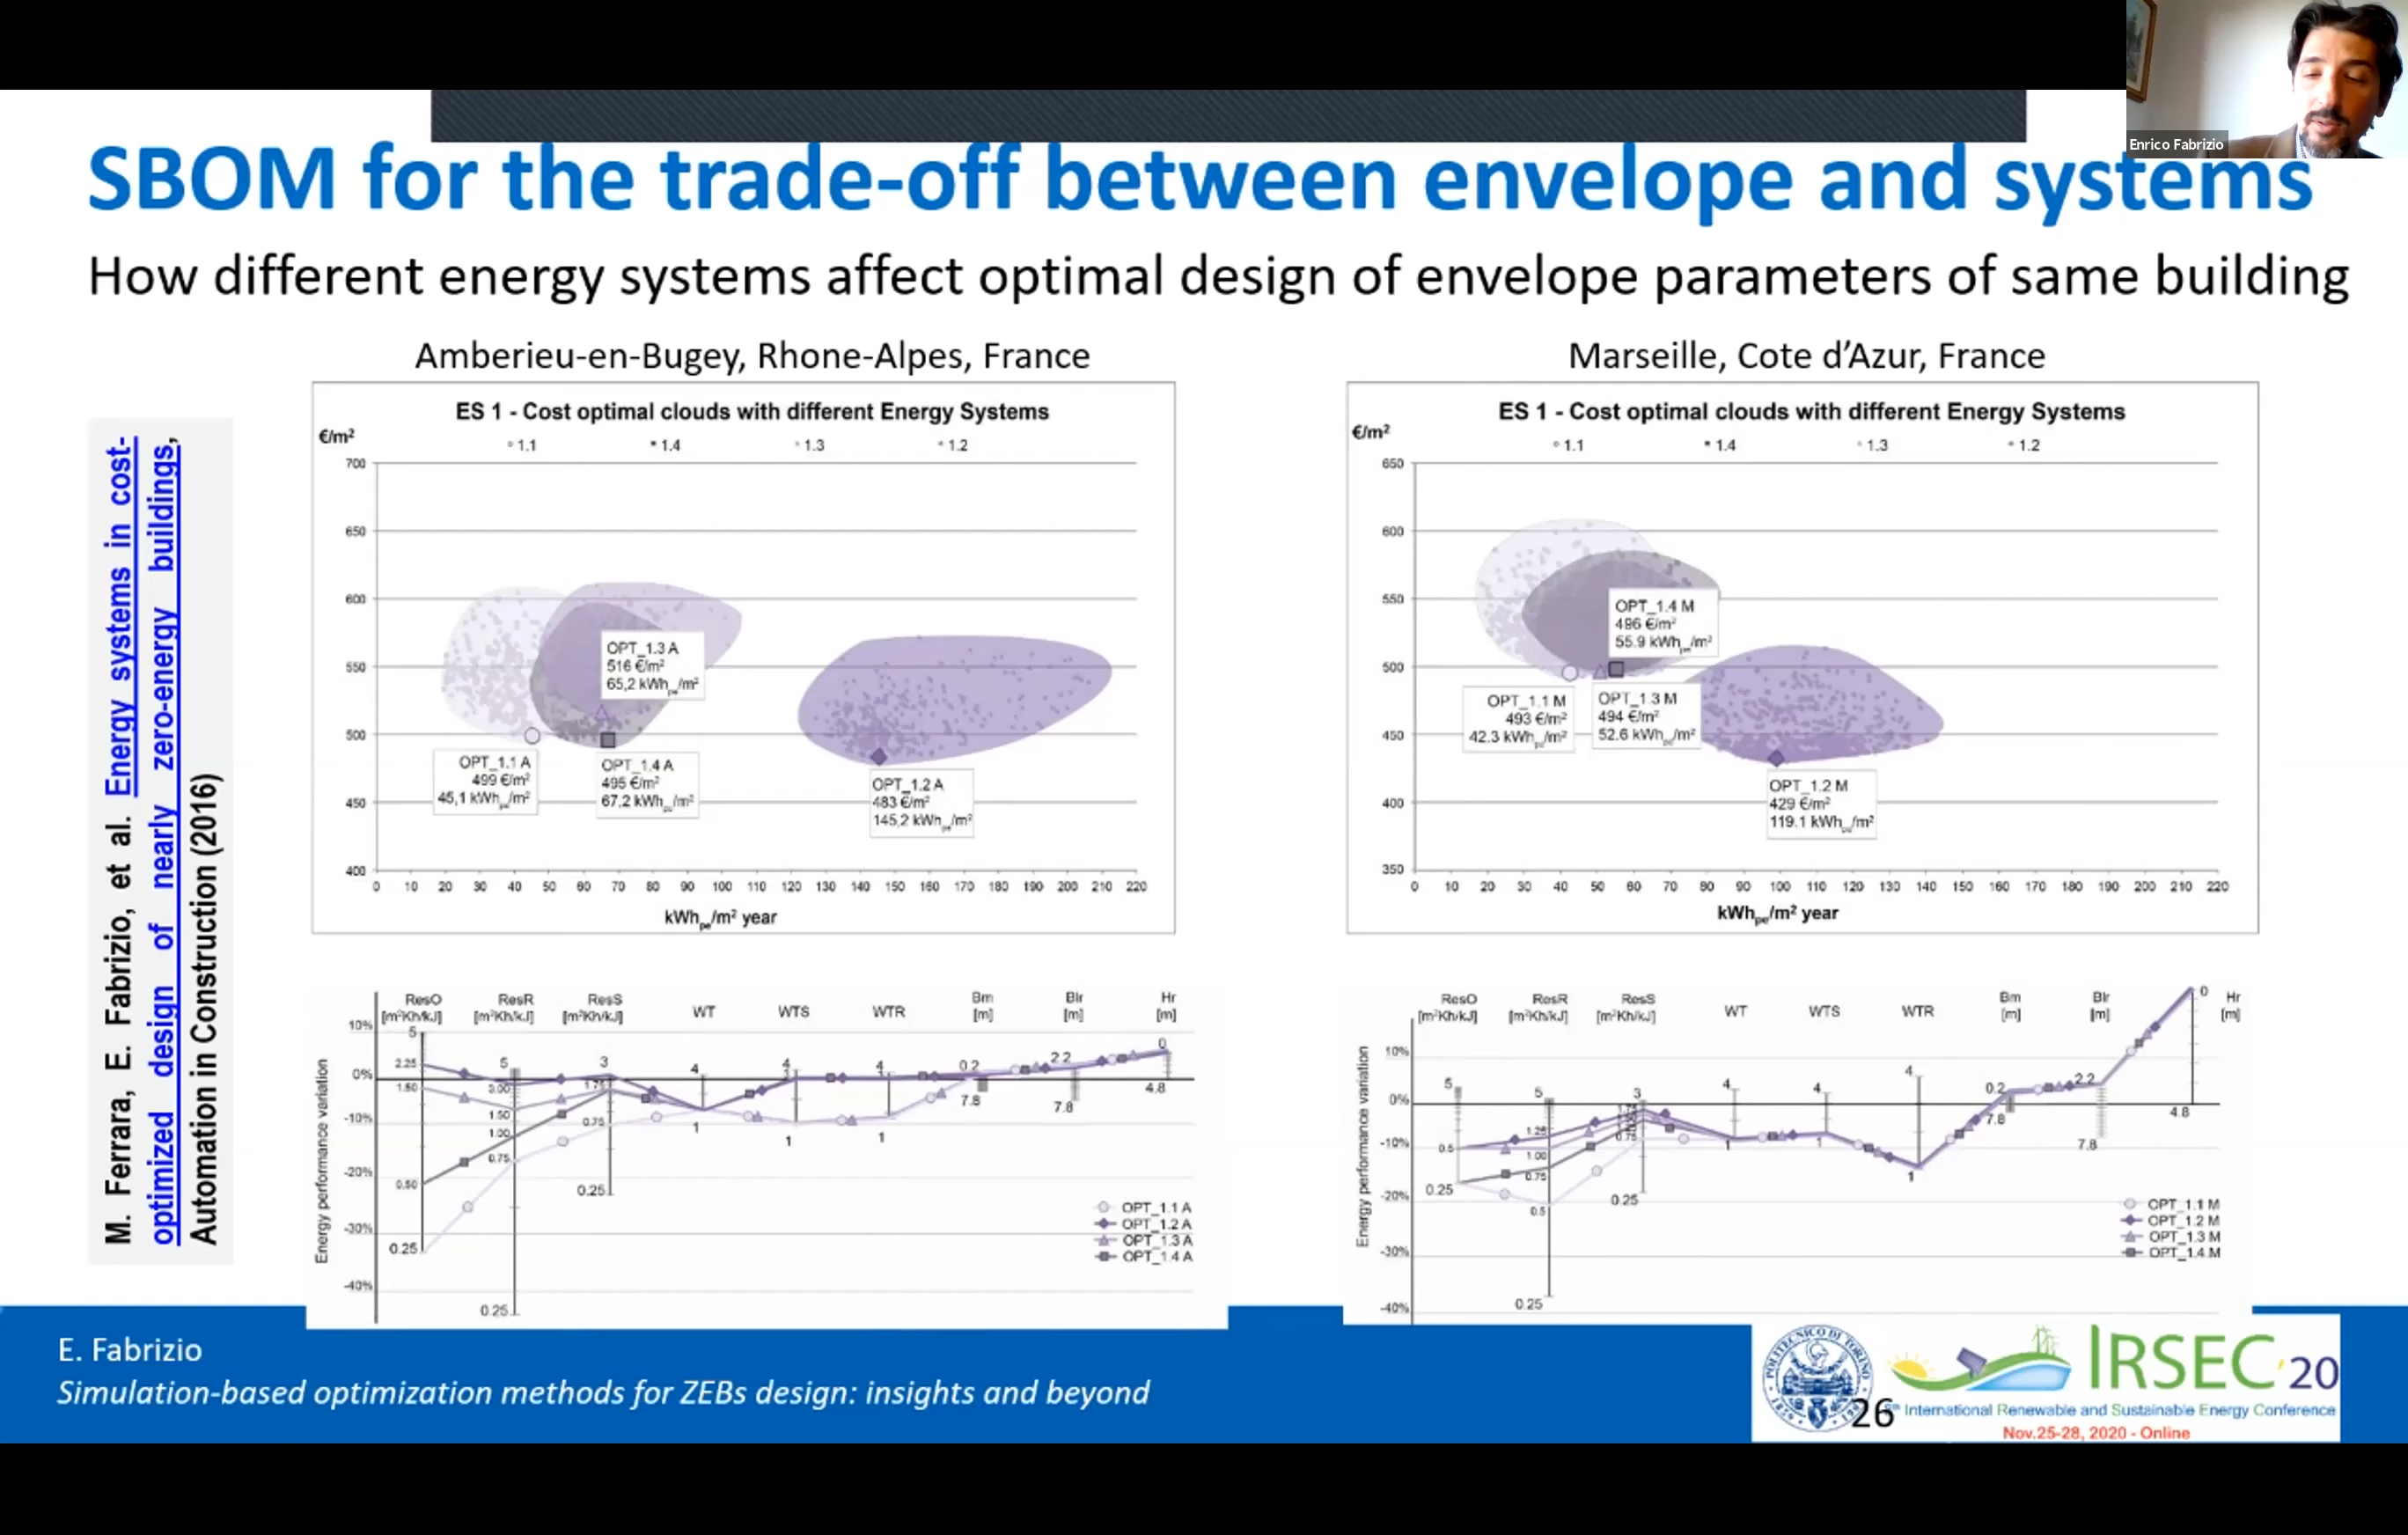 Enrico Fabrizio
SBOM for the trade-off between envelope and systems
How different energy systems affect optimal design of envelope parameters of same building
M. Ferrara, E. Fabrizio, et al. Energy systems in cost-
optimized design of nearly zero-energy buildings,
Automation in Construction (2016)
Amberieu-en-Bugey, Rhone-Alpes, France
ES 1 - Cost optimal clouds with different Energy Systems
€/m²
1.1 1.4 1.3 1.2
700
650
600
550
500
450
400
OPT_1.3 A
516 €/m²
65,2 kWhpe/m²
OPT_1.1 A
499 €/m²
45,1 kWhpe/m²
OPT_1.4 A
495 €/m²
67,2 kWhpe/m²
OPT_1.2 A
483 €/m²
145,2 kWhpe/m²
0 10 20 30 40 50 60 70 80 90 100 110 120 130 140 150 160 170 180 190 200 210 220
kWhpe/m² year
Marseille, Cote d’Azur, France
ES 1 - Cost optimal clouds with different Energy Systems
€/m²
1.1 1.4 1.3 1.2
650
600
550
500
450
400
350
OPT_1.4 M
496 €/m²
55.9 kWhpe/m²
OPT_1.1 M
493 €/m²
42.3 kWhpe/m²
OPT_1.3 M
494 €/m²
52.6 kWhpe/m²
OPT_1.2 M
429 €/m²
119.1 kWhpe/m²
0 10 20 30 40 50 60 70 80 90 100 110 120 130 140 150 160 170 180 190 200 210 220
kWhpe/m² year
ResO ResR ResS WT WTS WTR Bm Blr Hr
[m²Kh/kJ] [m²Kh/kJ] [m²Kh/kJ] [m] [m] [m]
Energy performance variation
10%
0%
-10%
-20%
-30%
-40%
5
2.25
1.50
0.50
0.25
5
3.00
1.50
1.00
0.75
0.25
3
1.75
0.75
0.25
4
1
4
1
4
1
0.2
7.8
2.2
7.8
0
4.8
OPT_1.1 A
OPT_1.2 A
OPT_1.3 A
OPT_1.4 A
ResO ResR ResS WT WTS WTR Bm Blr Hr
[m²Kh/kJ] [m²Kh/kJ] [m²Kh/kJ] [m] [m] [m]
Energy performance variation
10%
0%
-10%
-20%
-30%
-40%
5
0.5
0.25
5
1.25
1.00
0.75
0.5
0.25
3
0.75
0.25
4
1
4
1
4
1
0.2
7.8
2.2
7.8
0
4.8
OPT_1.1 M
OPT_1.2 M
OPT_1.3 M
OPT_1.4 M
E. Fabrizio
Simulation-based optimization methods for ZEBs design: insights and beyond
POLITECNICO DI TORINO
26
IRSEC'20
International Renewable and Sustainable Energy Conference
Nov.25-28, 2020 - Online